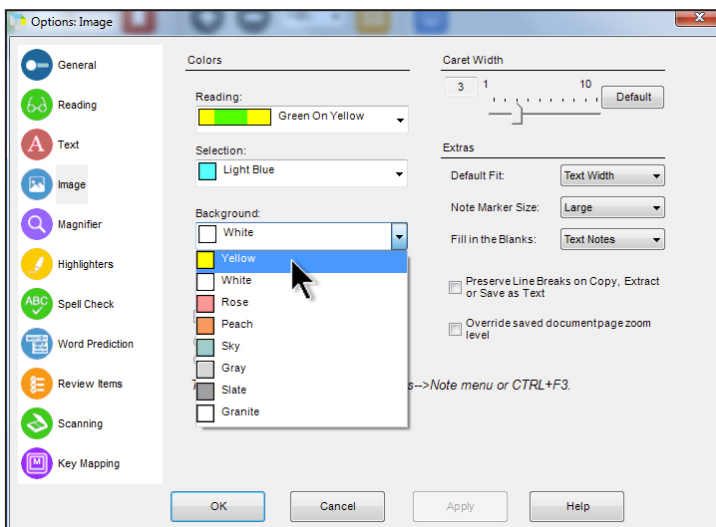 Options: Image
General
Reading
Text
Image
Magnifier
Highlighters
ABC
Spell Check
Word Prediction
Review Items
Scanning
Key Mapping
Colors
Reading:
Green On Yellow
Selection:
Light Blue
Background:
White
Yellow
White
Rose
Peach
Sky
Gray
Slate
Granite
Caret Width
3
1
10
Default
Extras
Default Fit:
Text Width
Note Marker Size:
Large
Fill in the Blanks:
Text Notes
Preserve Line Breaks on Copy, Extract
or Save as Text
Override saved document page zoom
level
s-->Note menu or CTRL+F3.
OK
Cancel
Apply
Help